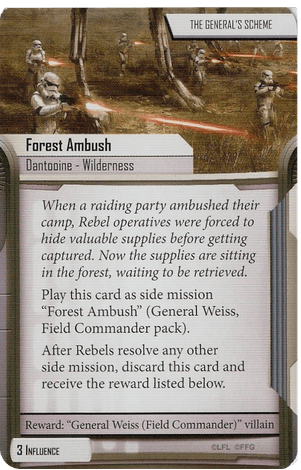 THE GENERAL'S SCHEME
Forest Ambush
Dantooine - Wilderness
When a raiding party ambushed their
camp, Rebel operatives were forced to
hide valuable supplies before getting
captured. Now the supplies are sitting
in the forest, waiting to be retrieved.
Play this card as side mission
“Forest Ambush” (General Weiss,
Field Commander pack).
After Rebels resolve any other
side mission, discard this card and
receive the reward listed below.
Reward: “General Weiss (Field Commander)” villain
3 INFLUENCE
©LFL ©FFG